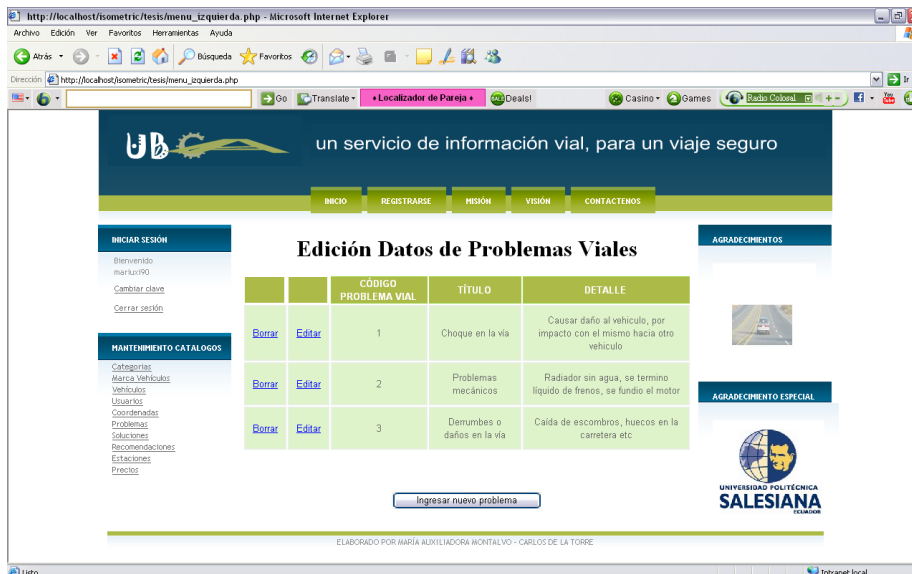 http://localhost/isometric/tesis/menu_izquierda.php - Microsoft Internet Explorer
Archivo Edición Ver Favoritos Herramientas Ayuda
Atrás Búsqueda Favoritos
Dirección http://localhost/isometric/tesis/menu_izquierda.php Ir
Go Translate Localizador de Pareja Deals! Casino Games Radio Colosal
UB un servicio de información vial, para un viaje seguro
INICIO REGISTRARSE MISIÓN VISIÓN CONTACTENOS
INICIAR SESIÓN
Bienvenido
mariuxi90
Cambiar clave
Cerrar sesión
MANTENIMIENTO CATALOGOS
Categorias
Marca Vehículos
Vehículos
Usuarios
Coordenadas
Problemas
Soluciones
Recomendaciones
Estaciones
Precios
Edición Datos de Problemas Viales
CÓDIGO
PROBLEMA VIAL
TÍTULO
DETALLE
Borrar Editar 1 Choque en la vía
Causar daño al vehiculo, por
impacto con el mismo hacia otro
vehiculo
Borrar Editar 2
Problemas
mecánicos
Radiador sin agua, se termino
líquido de frenos, se fundio el motor
Borrar Editar 3
Derrumbes o
daños en la vía
Caída de escombros, huecos en la
carretera etc
Ingresar nuevo problema
AGRADECIMIENTOS
AGRADECIMIENTO ESPECIAL
UNIVERSIDAD POLITÉCNICA
SALESIANA
ECUADOR
ELABORADO POR MARÍA AUXILIADORA MONTALVO - CARLOS DE LA TORRE
Listo Intranet local